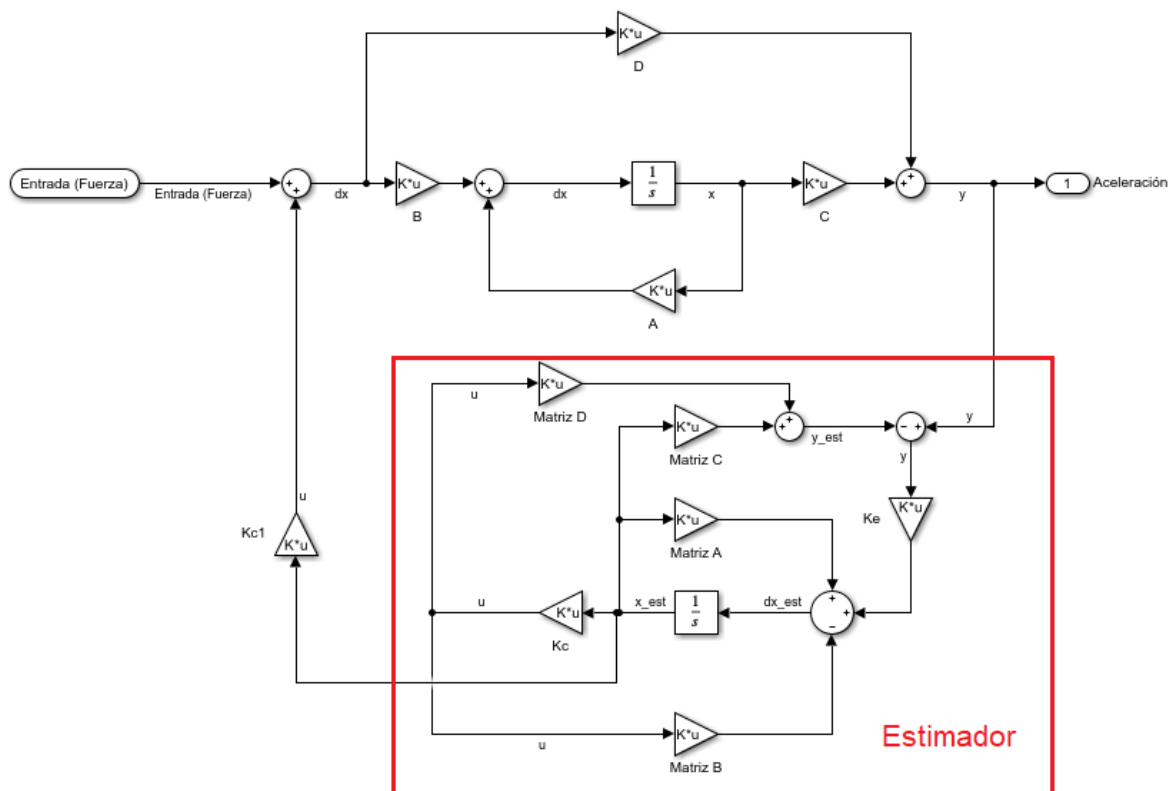 K*u
D
Entrada (Fuerza)
Entrada (Fuerza)
+
+
dx
K*u
B
+
+
dx
1
s
x
K*u
C
+
+
y
1
Aceleración
K*u
A
u
K*u
Matriz D
K*u
Matriz C
+
+
y_est
-
+
y
y
K*u
Ke
u
Kc1
K*u
K*u
Matriz A
u
K*u
Kc
x_est
1
s
dx_est
+
+
-
u
K*u
Matriz B
Estimador